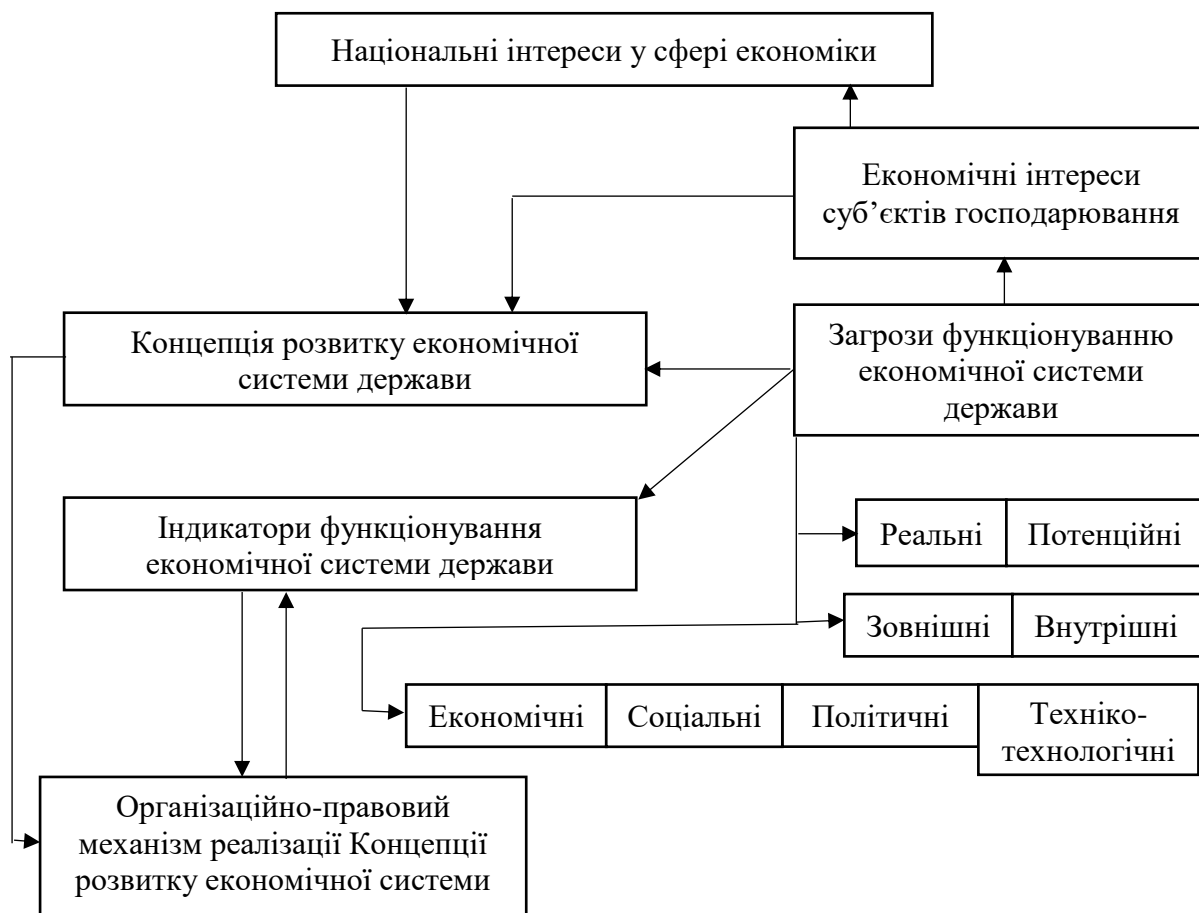 Національні інтереси у сфері економіки
Економічні інтереси
суб’єктів господарювання
Концепція розвитку економічної
системи держави
Загрози функціонуванню
економічної системи
держави
Індикатори функціонування
економічної системи держави
Реальні
Потенційні
Зовнішні
Внутрішні
Економічні
Соціальні
Політичні
Техніко-
технологічні
Організаційно-правовий
механізм реалізації Концепції
розвитку економічної системи